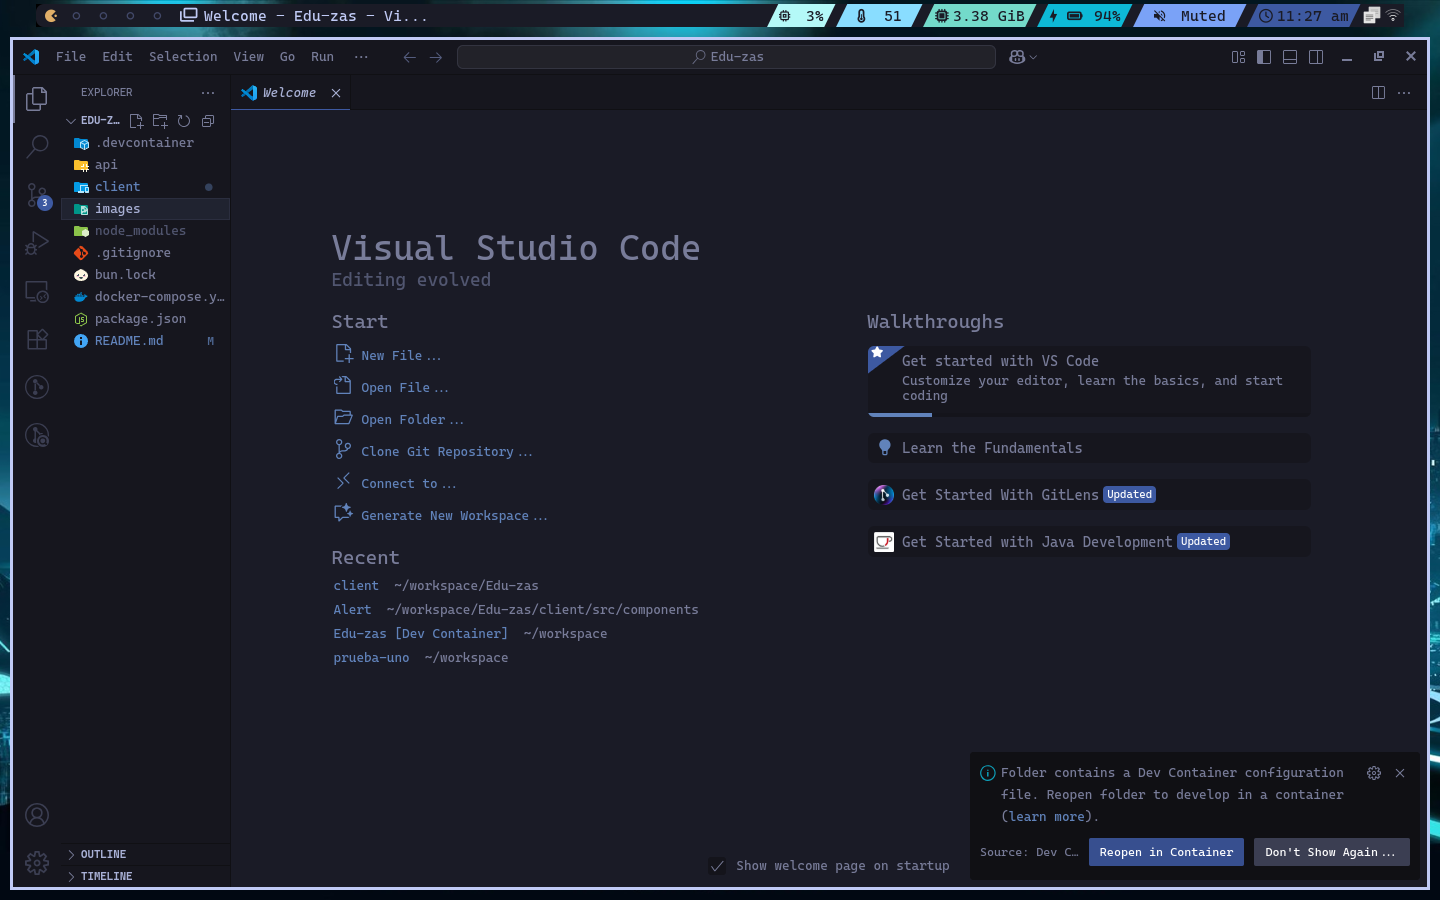 Welcome - Edu-zas - Vi...
3%
51
3.38 GiB
94%
Muted
11:27 am
File Edit Selection View Go Run ...
Edu-zas
EXPLORER
Welcome
EDU-Z...
.devcontainer
api
client
images
node_modules
.gitignore
bun.lock
docker-compose.y...
package.json
README.md M
3
OUTLINE
TIMELINE
Visual Studio Code
Editing evolved
Start
New File...
Open File...
Open Folder...
Clone Git Repository...
Connect to...
Generate New Workspace...
Recent
client ~/workspace/Edu-zas
Alert ~/workspace/Edu-zas/client/src/components
Edu-zas [Dev Container] ~/workspace
prueba-uno ~/workspace
Walkthroughs
Get started with VS Code
Customize your editor, learn the basics, and start
coding
Learn the Fundamentals
Get Started With GitLens Updated
Get Started with Java Development Updated
Show welcome page on startup
Folder contains a Dev Container configuration
file. Reopen folder to develop in a container
(learn more).
Source: Dev C...
Reopen in Container
Don't Show Again...